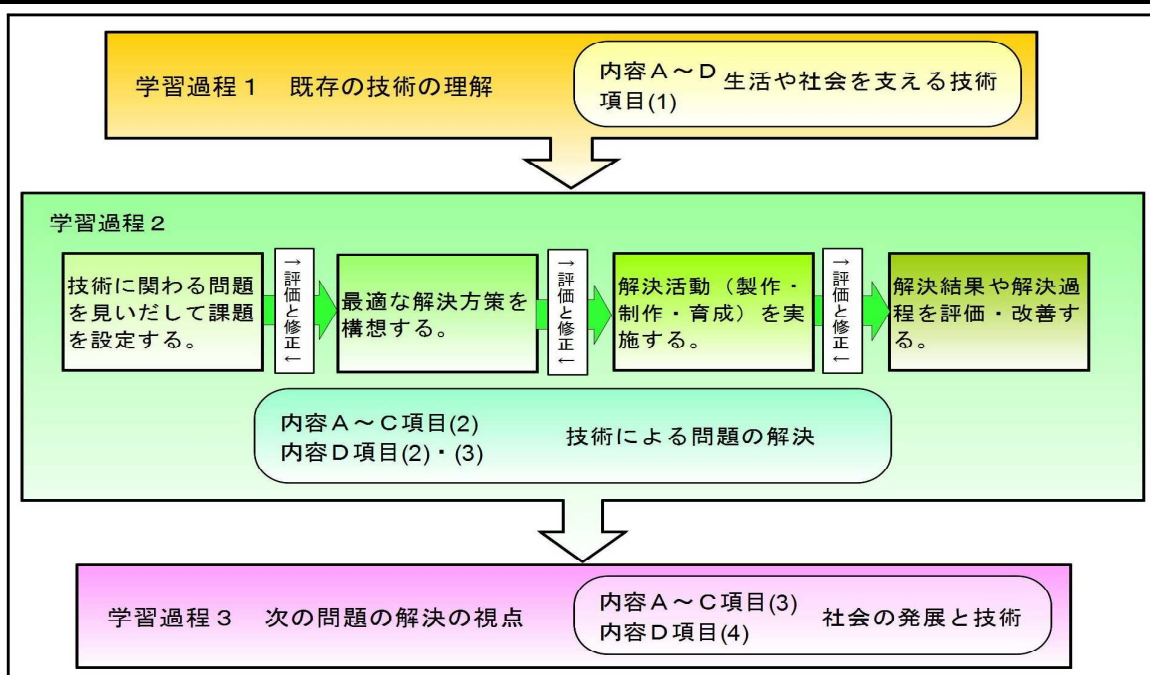 学習過程1 既存の技術の理解
内容A~D
項目(1)
生活や社会を支える技術
学習過程2
技術に関わる問題
を見いだして課題
を設定する。
→評価と修正←
最適な解決方策を
構想する。
→評価と修正←
解決活動(製作・
制作・育成)を実
施する。
→評価と修正←
解決結果や解決過
程を評価・改善す
る。
内容A~C項目(2)
内容D項目(2)・(3)
技術による問題の解決
学習過程3 次の問題の解決の視点
内容A~C項目(3)
内容D項目(4)
社会の発展と技術